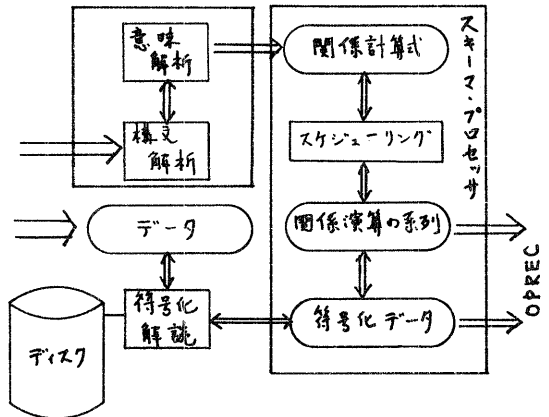 意味
解析
構文
解析
関係計算式
スケジューリング
関係演算の系列
符号化データ
スキーマ・プロセッサ
OPREC
データ
符号化
解読
ディスク